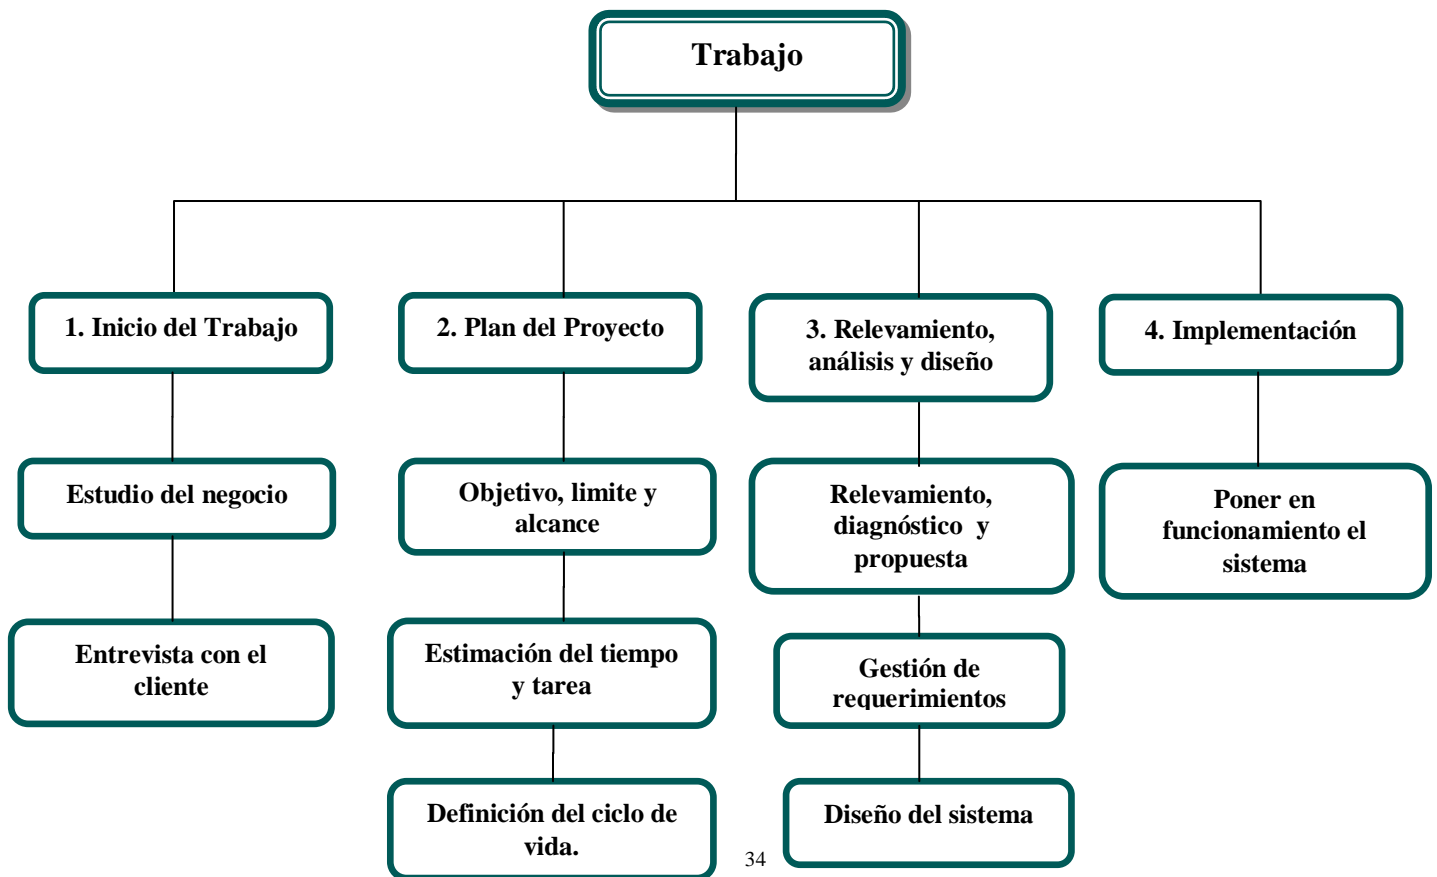 Trabajo
1. Inicio del Trabajo
2. Plan del Proyecto
3. Relevamiento,
análisis y diseño
4. Implementación
Estudio del negocio
Objetivo, limite y
alcance
Relevamiento,
diagnóstico y
propuesta
Poner en
funcionamiento el
sistema
Entrevista con el
cliente
Estimación del tiempo
y tarea
Gestión de
requerimientos
Definición del ciclo de
vida.
Diseño del sistema
34